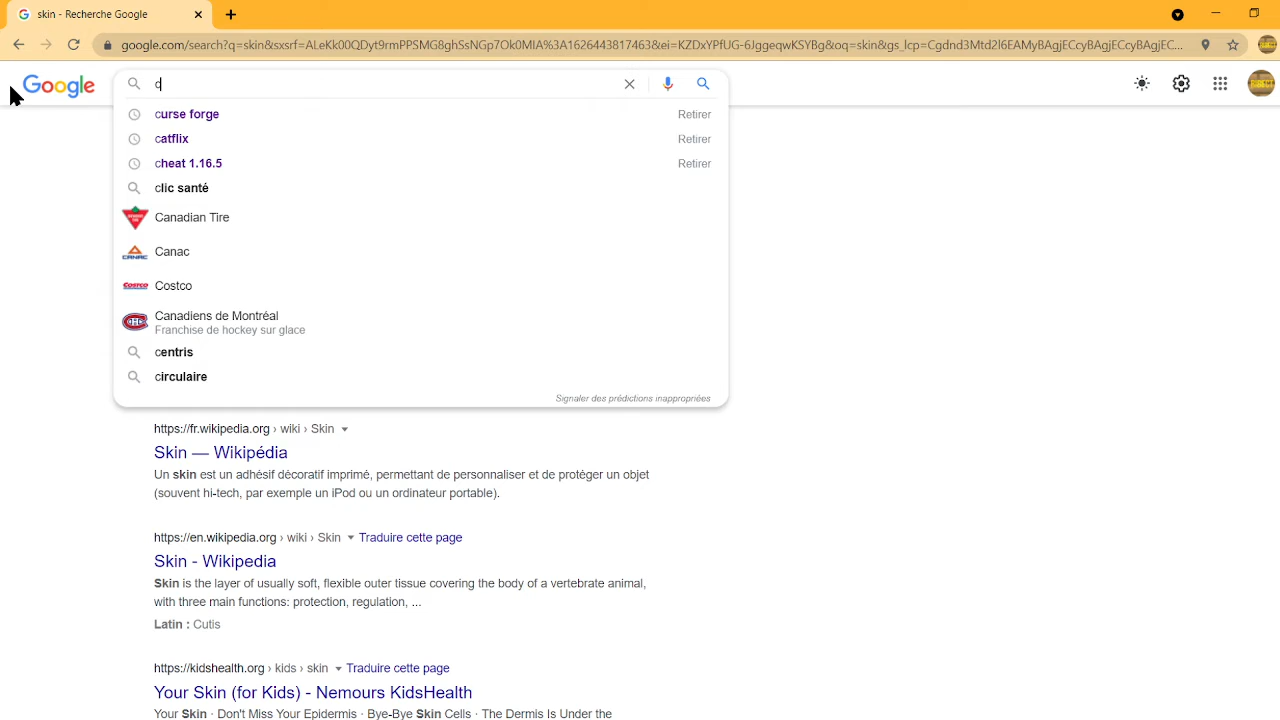 skin - Recherche Google
google.com/search?q=skin&sxsrf=ALeKk00QDyt9rmPPSMG8ghSsNGp7Ok0MIA%3A1626443817463&ei=KZDxYPfUG-6JggeqwKSYBg&oq=skin&gs_lcp=Cgdnd3Mtd2l6EAMyBAgjECcyBAgjECcyBAgjEC...
Google
c
curse forge Retirer
catflix Retirer
cheat 1.16.5 Retirer
clic santé
CANADIAN TIRE Canadian Tire
CANAC Canac
COSTCO Costco
Canadiens de Montréal
Franchise de hockey sur glace
centris
circulaire
Signaler des prédictions inappropriées
https://fr.wikipedia.org › wiki › Skin
Skin — Wikipédia
Un skin est un adhésif décoratif imprimé, permettant de personnaliser et de protéger un objet
(souvent hi-tech, par exemple un iPod ou un ordinateur portable).
https://en.wikipedia.org › wiki › Skin Traduire cette page
Skin - Wikipedia
Skin is the layer of usually soft, flexible outer tissue covering the body of a vertebrate animal,
with three main functions: protection, regulation, ...
Latin : Cutis
https://kidshealth.org › kids › skin Traduire cette page
Your Skin (for Kids) - Nemours KidsHealth
Your Skin · Don't Miss Your Epidermis · Bye-Bye Skin Cells · The Dermis Is Under the